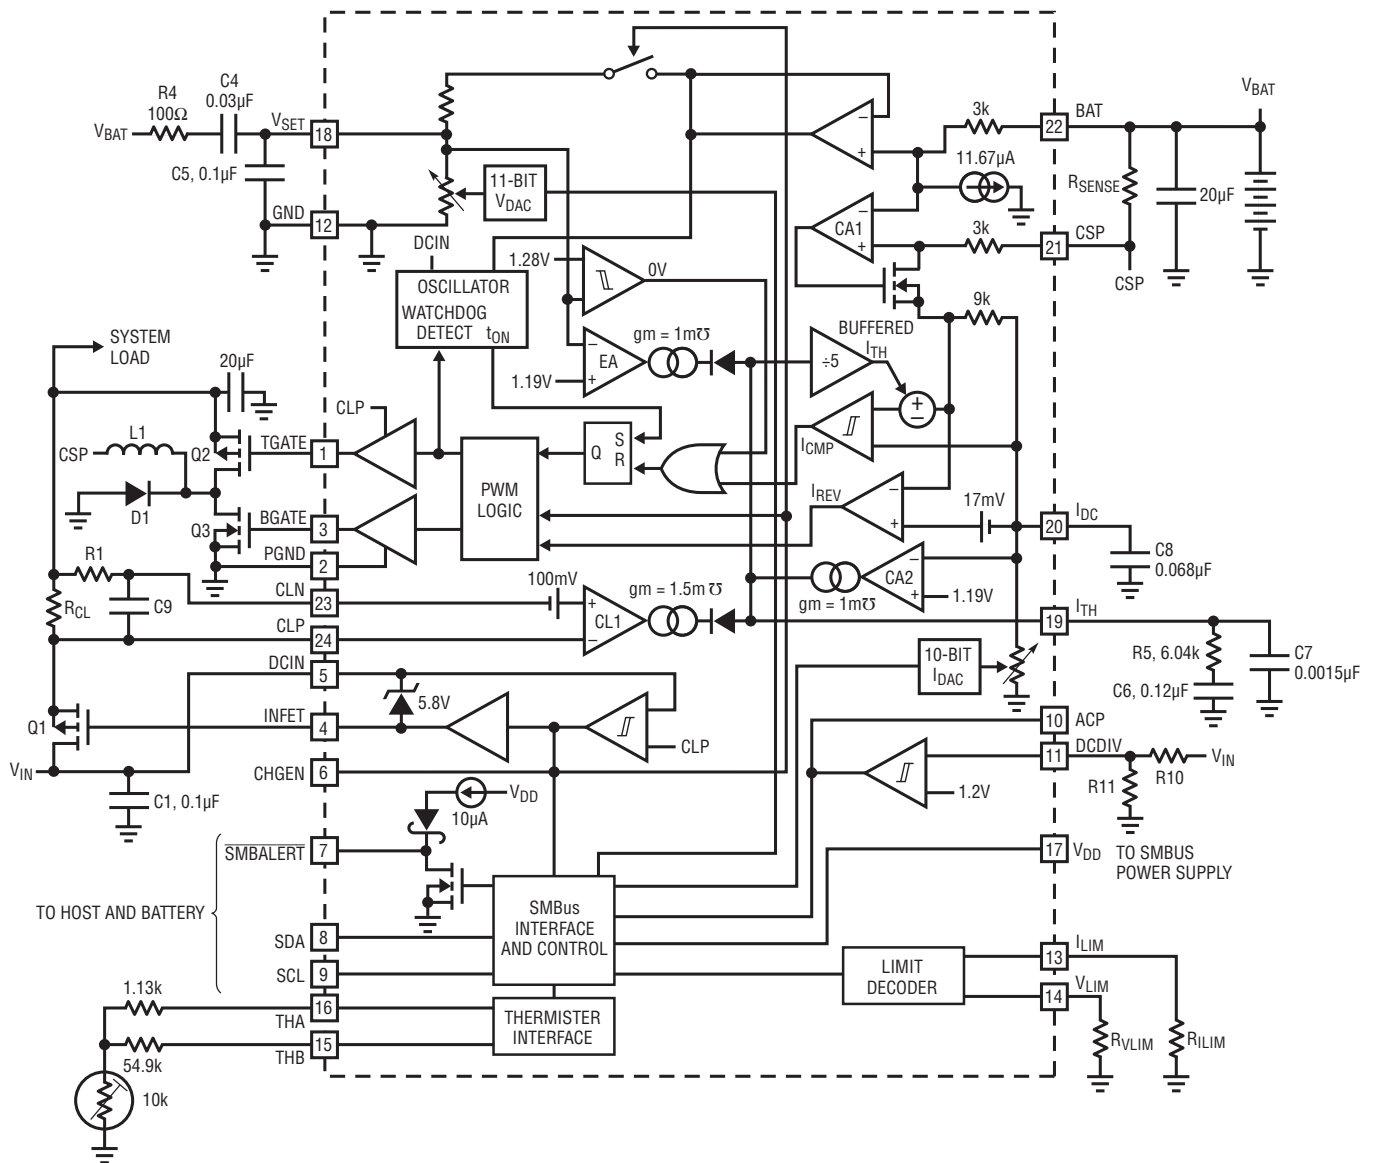 C4
0.03µF
R4
100Ω
VBAT
VSET
18
C5, 0.1µF
GND
12
11-BIT
VDAC
DCIN
OSCILLATOR
WATCHDOG
DETECT tON
1.28V
0V
–
EA
+
1.19V
gm = 1m℧
3k
22
BAT
VBAT
–
+
11.67µA
RSENSE
20µF
–
CA1
+
3k
21
CSP
CSP
9k
BUFFERED
ITH
÷5
+
–
ICMP
SYSTEM
LOAD
20µF
CLP
L1
CSP
Q2
TGATE
1
D1
Q3
BGATE
3
PGND
2
PWM
LOGIC
Q
S
R
IREV
–
+
17mV
20
IDC
C8
0.068µF
R1
C9
RCL
CLN
23
CLP
24
100mV
+
CL1
–
gm = 1.5m ℧
gm = 1m℧
–
CA2
+
1.19V
19
ITH
R5, 6.04k
C6, 0.12µF
C7
0.0015µF
10-BIT
IDAC
DCIN
5
5.8V
INFET
4
Q1
VIN
CLP
CHGEN
6
C1, 0.1µF
10
ACP
11
DCDIV
R10
VIN
R11
1.2V
VDD
10µA
SMBALERT
7
17
VDD
TO SMBUS
POWER SUPPLY
TO HOST AND BATTERY
SMBus
INTERFACE
AND CONTROL
SDA
8
SCL
9
LIMIT
DECODER
13
ILIM
14
VLIM
RVLIM
RILIM
1.13k
THA
16
THERMISTER
INTERFACE
THB
15
54.9k
10k